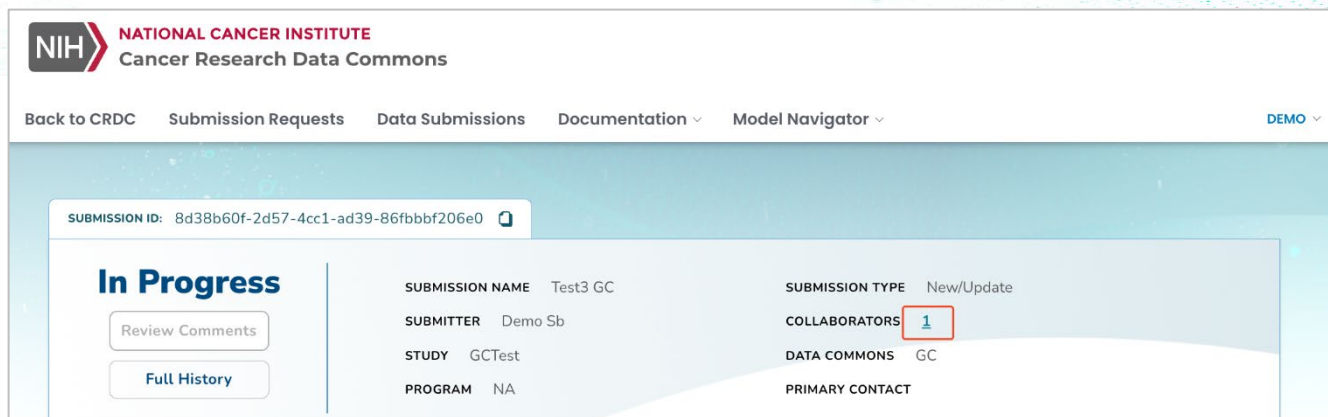 NIH NATIONAL CANCER INSTITUTE
Cancer Research Data Commons
Back to CRDC Submission Requests Data Submissions Documentation Model Navigator DEMO
SUBMISSION ID: 8d38b60f-2d57-4cc1-ad39-86fbbbf206e0
In Progress
Review Comments
Full History
SUBMISSION NAME Test3 GC
SUBMITTER Demo Sb
STUDY GCTest
PROGRAM NA
SUBMISSION TYPE New/Update
COLLABORATORS 1
DATA COMMONS GC
PRIMARY CONTACT